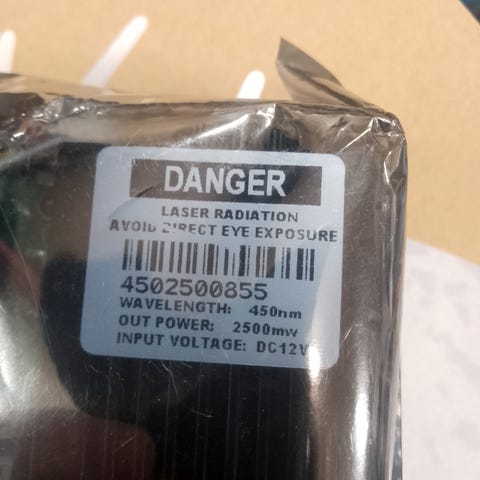 DANGER
LASER RADIATION
AVOID DIRECT EYE EXPOSURE
4502500855
WAVELENGTH: 450nm
OUT POWER: 2500mw
INPUT VOLTAGE: DC12V